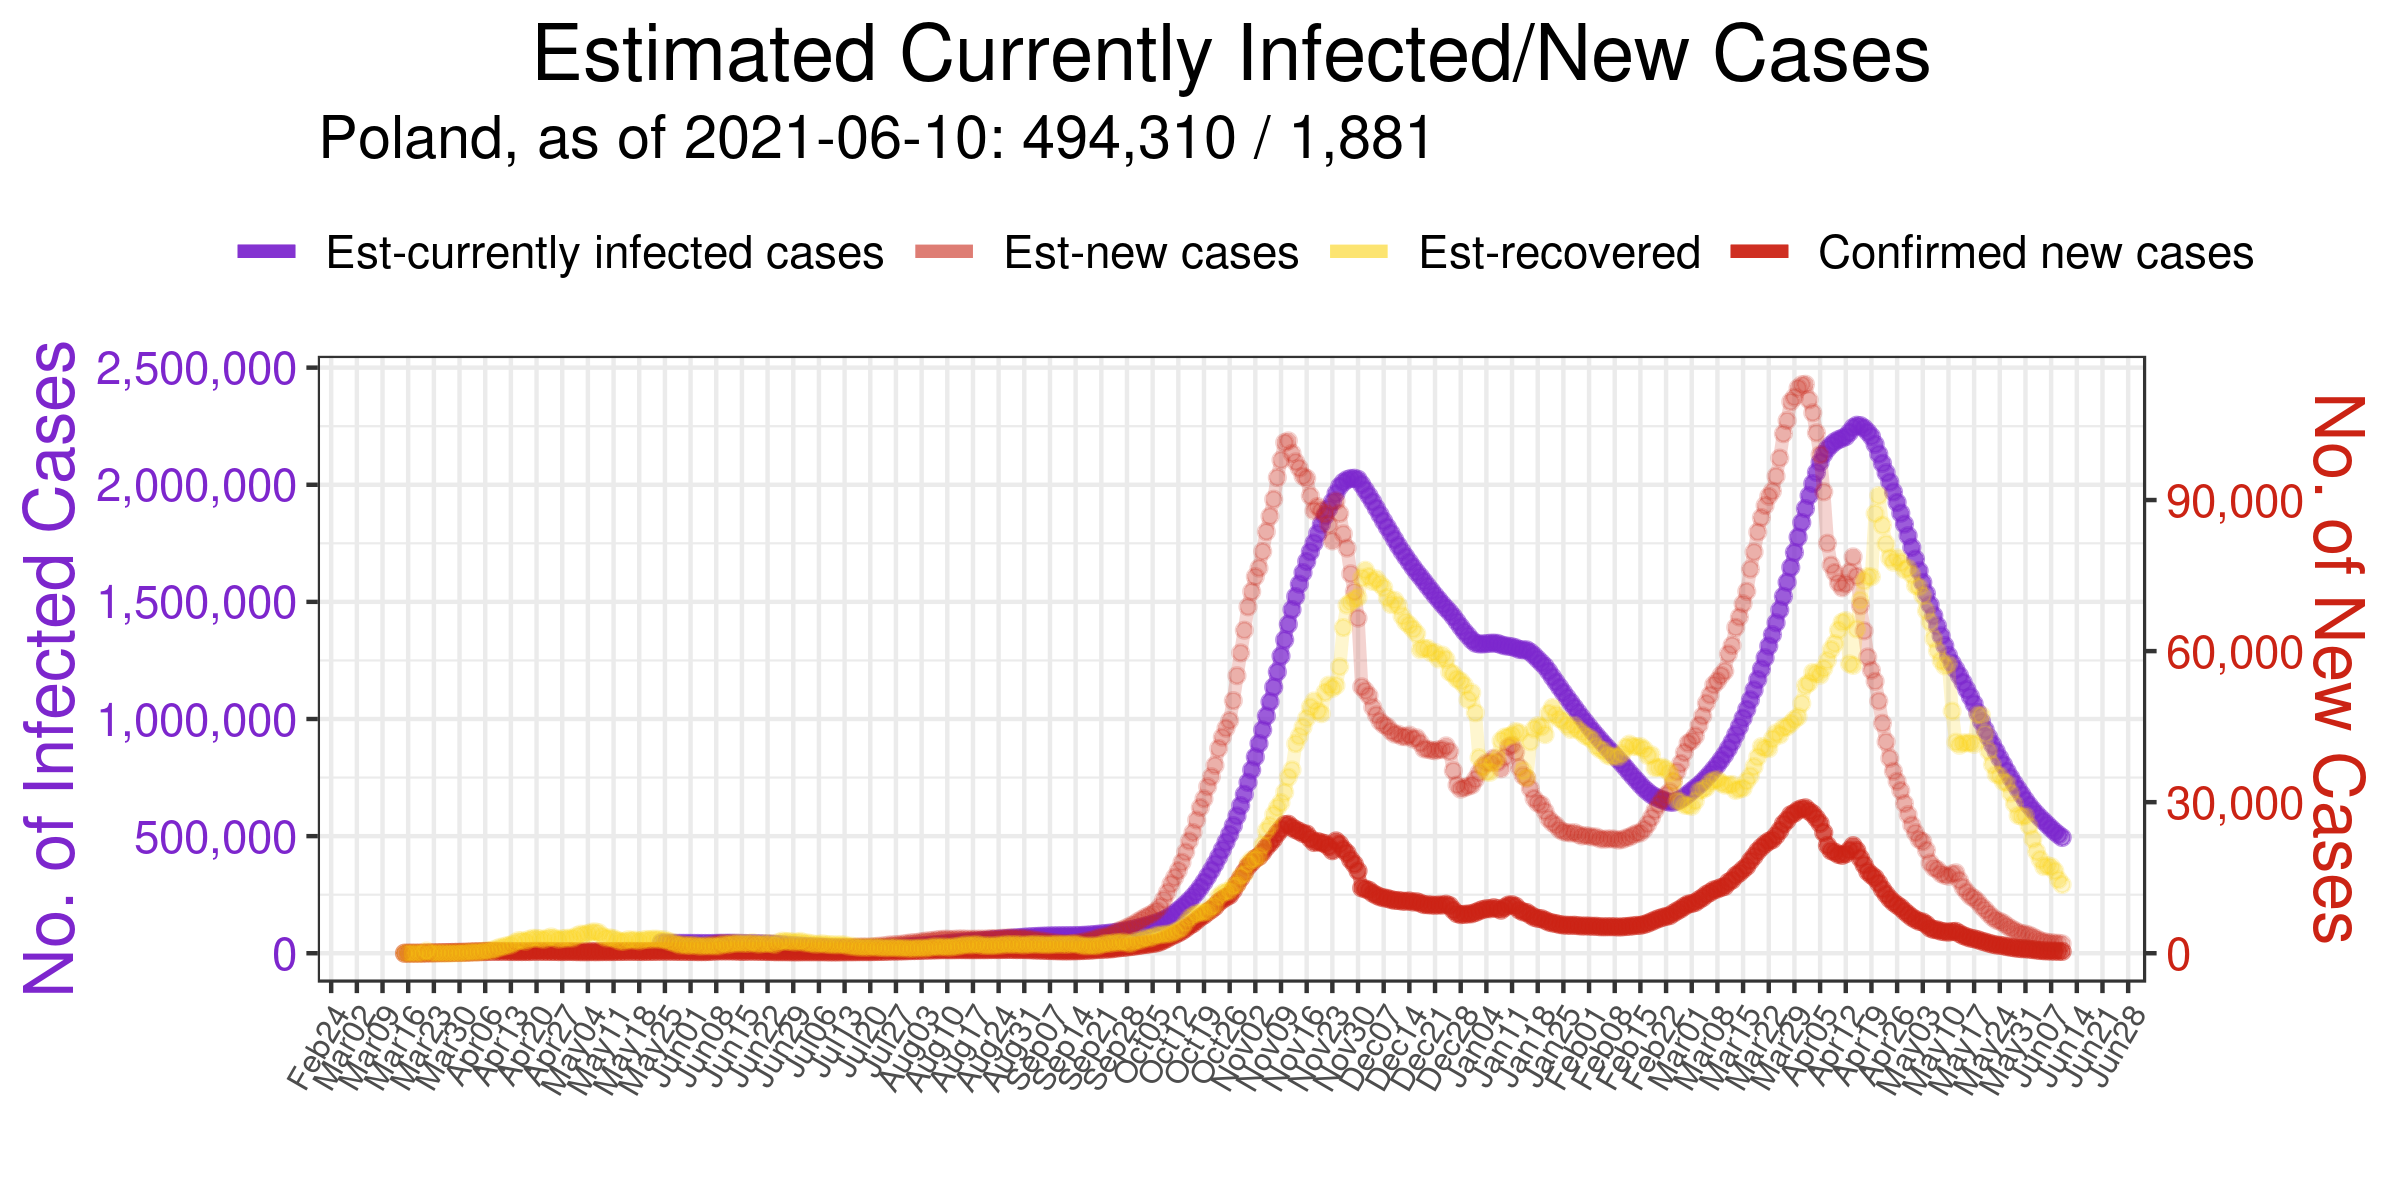 Estimated Currently Infected/New Cases
Poland, as of 2021-06-10: 494,310 / 1,881
Est-currently infected cases Est-new cases Est-recovered Confirmed new cases
No. of Infected Cases
2,500,000
2,000,000
1,500,000
1,000,000
500,000
0
90,000
60,000
30,000
0
No. of New Cases
Feb24 Mar02 Mar09 Mar16 Mar23 Mar30 Apr06 Apr13 Apr20 Apr27 May04 May11 May18 May25 Jun01 Jun08 Jun15 Jun22 Jun29 Jul06 Jul13 Jul20 Jul27 Aug03 Aug10 Aug17 Aug24 Aug31 Sep07 Sep14 Sep21 Sep28 Oct05 Oct12 Oct19 Oct26 Nov02 Nov09 Nov16 Nov23 Nov30 Dec07 Dec14 Dec21 Dec28 Jan04 Jan11 Jan18 Jan25 Feb01 Feb08 Feb15 Feb22 Mar01 Mar08 Mar15 Mar22 Mar29 Apr05 Apr12 Apr19 Apr26 May03 May10 May17 May24 May31 Jun07 Jun14 Jun21 Jun28